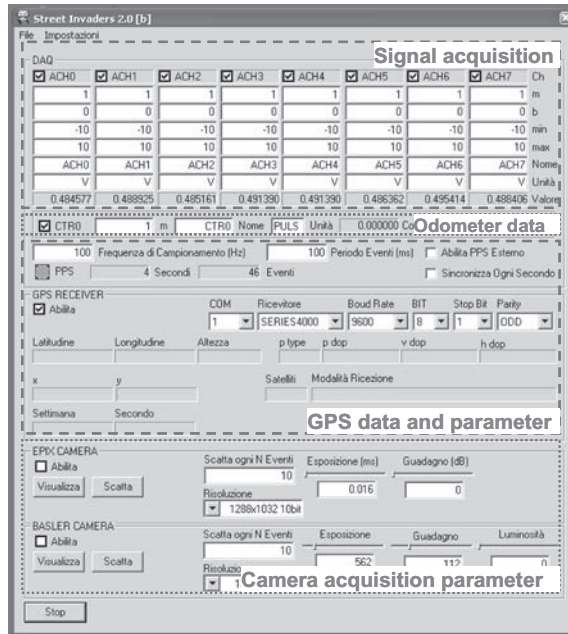 Street Invaders 2.0 [b]
File Impostazioni
Signal acquisition
DAQ
ACH0 ACH1 ACH2 ACH3 ACH4 ACH5 ACH6 ACH7 Ch
1 1 1 1 1 1 1 1 m
0 0 0 0 0 0 0 0 b
-10 -10 -10 -10 -10 -10 -10 -10 min
10 10 10 10 10 10 10 10 max
ACH0 ACH1 ACH2 ACH3 ACH4 ACH5 ACH6 ACH7 Nome
V V V V V V V V Unità
0.484577 0.488925 0.485161 0.491390 0.491390 0.486362 0.495414 0.488406 Valore
CTR0 1 m CTR0 Nome PULS Unità 0.000000 Odometer data
100 Frequenza di Campionamento (Hz) 100 Periodo Eventi (ms) Abilita PPS Esterno
PPS 4 Secondi 46 Eventi Sincronizza Ogni Secondo
GPS RECEIVER
Abilita
COM Ricevitore Boud Rate BIT Stop Bit Parity
1 SERIES4000 9600 8 1 ODD
Latitudine Longitudine Altezza p type p dop v dop h dop
x y Satelliti Modalità Ricezione
Settimana Secondo
GPS data and parameter
EPIX CAMERA
Abilita
Scatta ogni N Eventi Esposizione (ms) Guadagno (dB)
10 0.016 0
Visualizza Scatta
Risoluzione
1288x1032 10bit
BASLER CAMERA
Abilita
Scatta ogni N Eventi Esposizione Guadagno Luminosità
10 562 112 0
Visualizza Scatta
Camera acquisition parameter
Stop